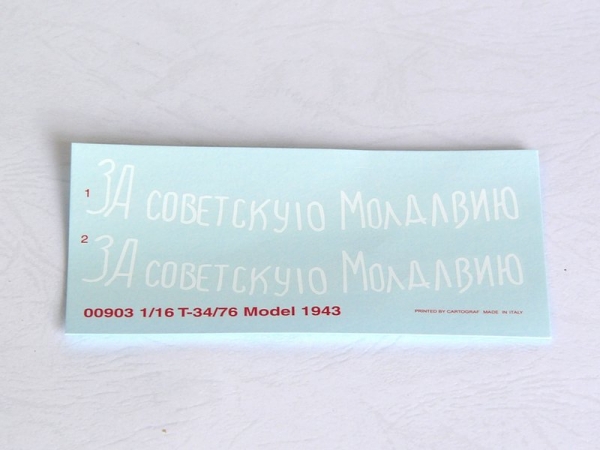 1 ЗА СОВЕТСКУЮ МОЛДАВИЮ
2 ЗА СОВЕТСКУЮ МОЛДАВИЮ
00903 1/16 T-34/76 Model 1943
PRINTED BY CARTOGRAF MADE IN ITALY